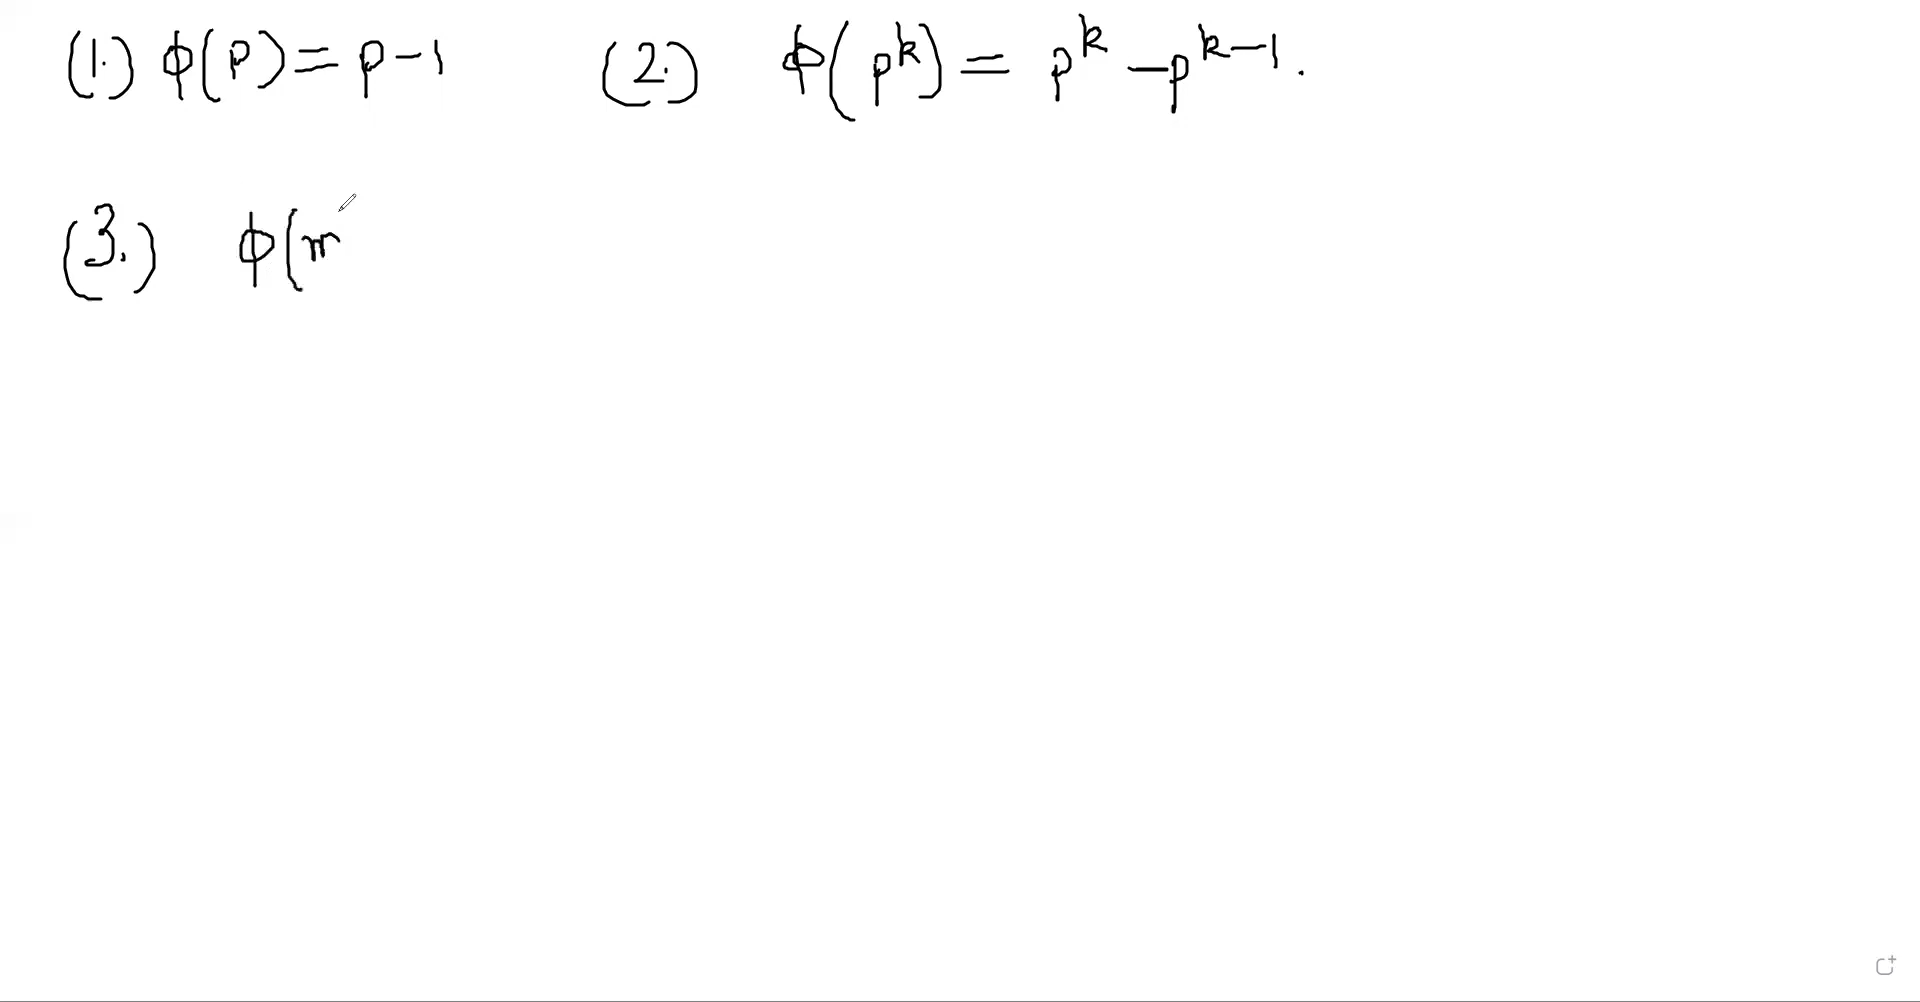 (1.) ϕ(p) = p − 1 (2.) ϕ(p^k) = p^k − p^{k−1}.
(3.) ϕ(m